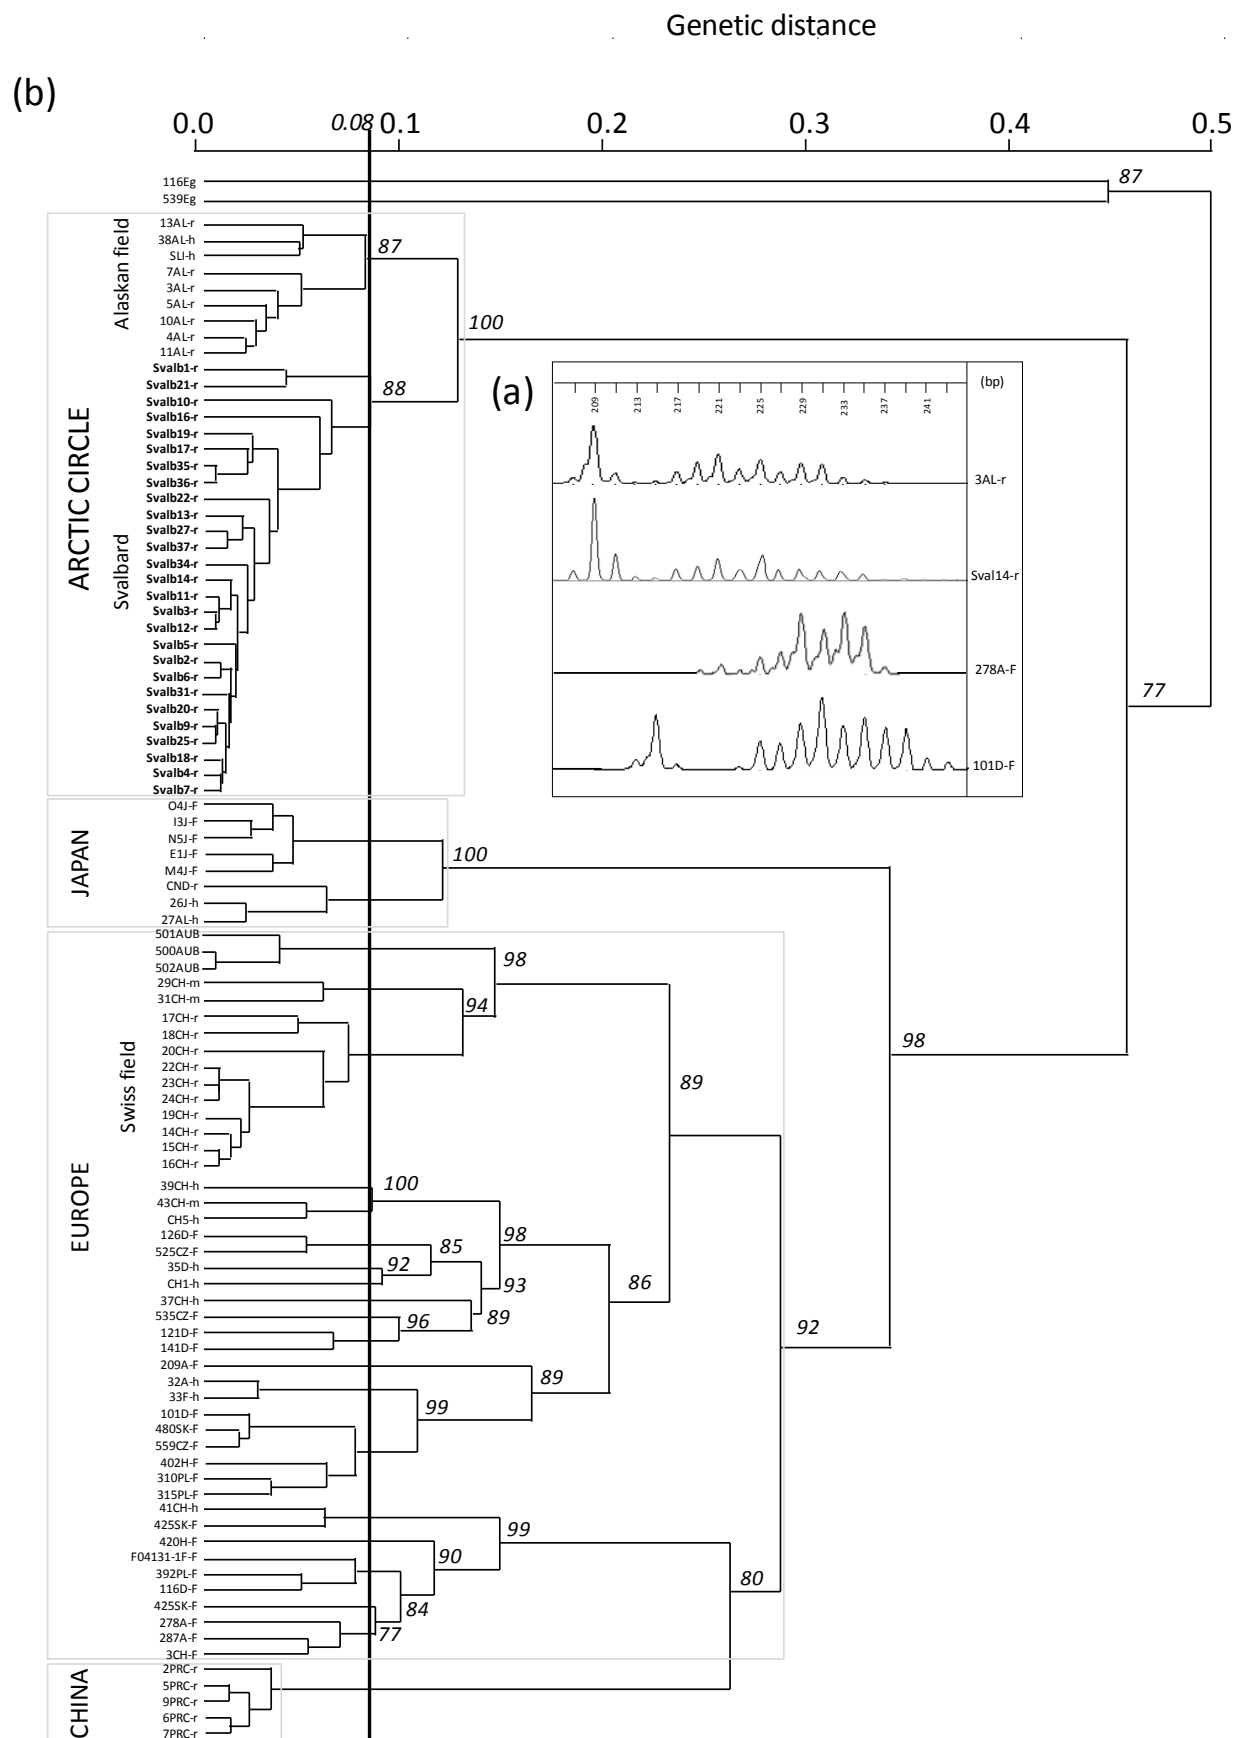 Genetic distance
(b)
0.0 0.08 0.1 0.2 0.3 0.4 0.5
116Eg
539Eg
87
ARCTIC CIRCLE
Alaskan field
13AL-r
38AL-h
SLI-h
7AL-r
3AL-r
5AL-r
10AL-r
4AL-r
11AL-r
87
100
88
Svalbard
Svalb1-r
Svalb21-r
Svalb10-r
Svalb16-r
Svalb19-r
Svalb17-r
Svalb35-r
Svalb36-r
Svalb22-r
Svalb13-r
Svalb27-r
Svalb37-r
Svalb34-r
Svalb14-r
Svalb11-r
Svalb3-r
Svalb12-r
Svalb5-r
Svalb2-r
Svalb6-r
Svalb31-r
Svalb20-r
Svalb9-r
Svalb25-r
Svalb18-r
Svalb4-r
Svalb7-r
(a)
(bp)
209 213 217 221 225 229 233 237 241
3AL-r
Sval14-r
278A-F
101D-F
77
JAPAN
O4J-F
I3J-F
N5J-F
E1J-F
M4J-F
CND-r
26J-h
27AL-h
100
98
EUROPE
Swiss field
501AUB
500AUB
502AUB
29CH-m
31CH-m
17CH-r
18CH-r
20CH-r
22CH-r
23CH-r
24CH-r
19CH-r
14CH-r
15CH-r
16CH-r
98
94
89
39CH-h
43CH-m
CH5-h
126D-F
525CZ-F
35D-h
CH1-h
37CH-h
535CZ-F
121D-F
141D-F
209A-F
32A-h
33F-h
101D-F
480SK-F
559CZ-F
402H-F
310PL-F
315PL-F
41CH-h
425SK-F
420H-F
F04131-1F-F
392PL-F
116D-F
425SK-F
278A-F
287A-F
3CH-F
100
98
85
92
93
86
96
89
92
89
99
99
90
80
84
77
CHINA
2PRC-r
5PRC-r
9PRC-r
6PRC-r
7PRC-r